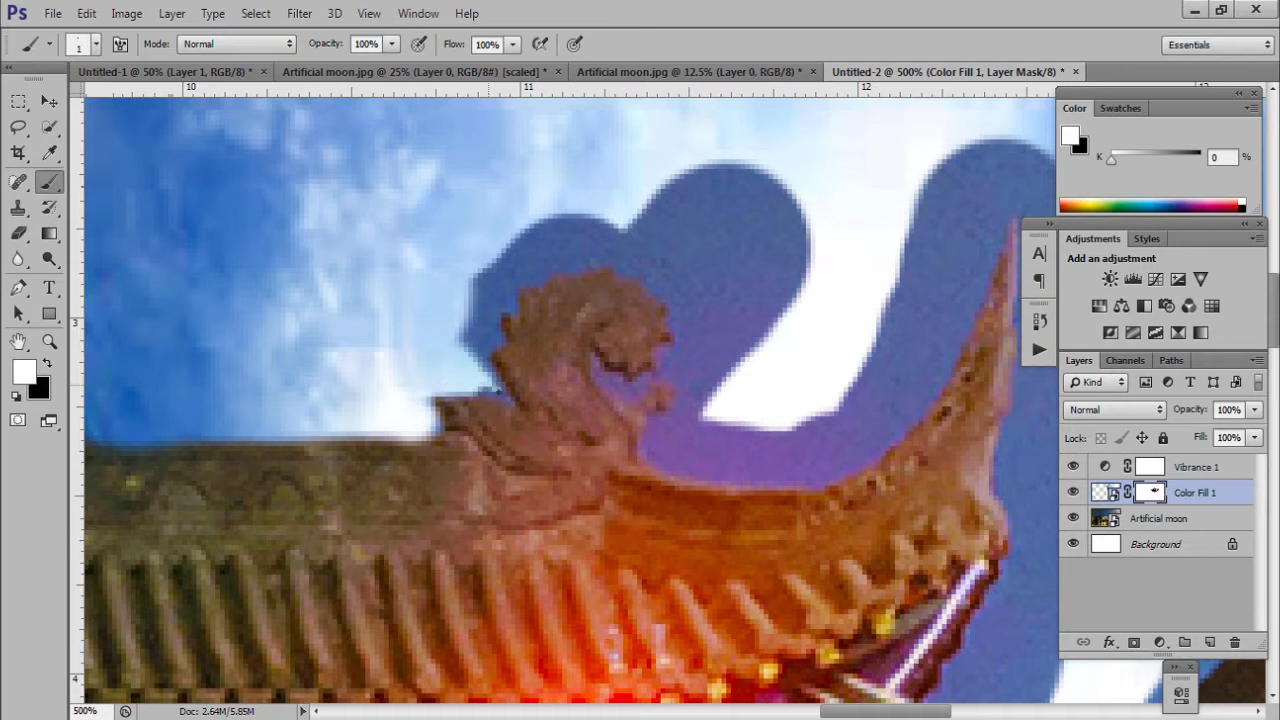 Ps File Edit Image Layer Type Select Filter 3D View Window Help
1 Mode: Normal Opacity: 100% Flow: 100% Essentials
Untitled-1 @ 50% (Layer 1, RGB/8) * × Artificial moon.jpg @ 25% (Layer 0, RGB/8#) [scaled] * × Artificial moon.jpg @ 12.5% (Layer 0, RGB/8) * × Untitled-2 @ 500% (Color Fill 1, Layer Mask/8) * ×
10 11 12
Color Swatches
K 0 %
Adjustments Styles
Add an adjustment
3
Layers Channels Paths
Kind
Normal Opacity: 100%
Lock: Fill: 100%
Vibrance 1
Color Fill 1
Artificial moon
Background
4
500% Doc: 2.64M/5.85M